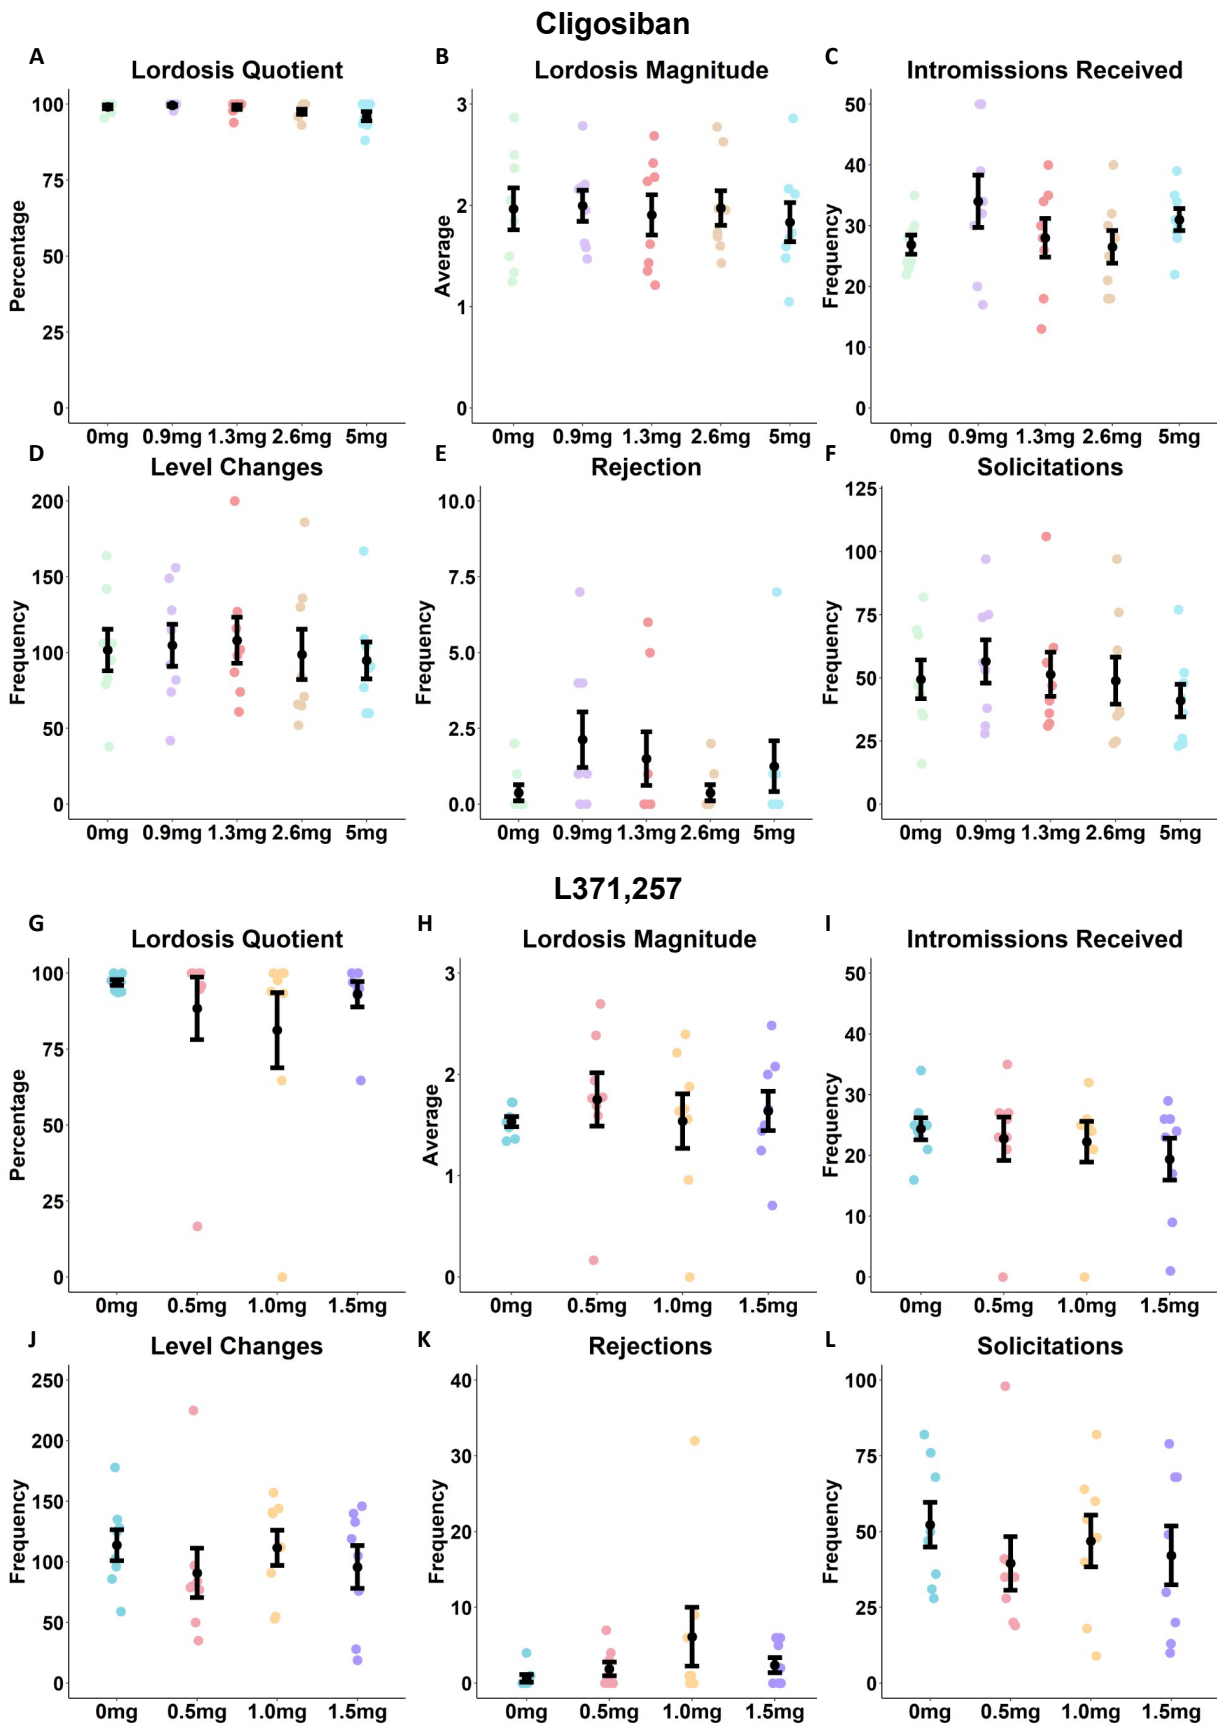 Cligosiban
A B C
Lordosis Quotient Lordosis Magnitude Intromissions Received
Percentage
100
75
50
25
0
0mg 0.9mg 1.3mg 2.6mg 5mg
Average
3
2
1
0
0mg 0.9mg 1.3mg 2.6mg 5mg
Frequency
50
40
30
20
10
0
0mg 0.9mg 1.3mg 2.6mg 5mg
D E F
Level Changes Rejection Solicitations
Frequency
200
150
100
50
0
0mg 0.9mg 1.3mg 2.6mg 5mg
Frequency
10.0
7.5
5.0
2.5
0.0
0mg 0.9mg 1.3mg 2.6mg 5mg
Frequency
125
100
75
50
25
0
0mg 0.9mg 1.3mg 2.6mg 5mg
L371,257
G H I
Lordosis Quotient Lordosis Magnitude Intromissions Received
Percentage
100
75
50
25
0
0mg 0.5mg 1.0mg 1.5mg
Average
3
2
1
0
0mg 0.5mg 1.0mg 1.5mg
Frequency
50
40
30
20
10
0
0mg 0.5mg 1.0mg 1.5mg
J K L
Level Changes Rejections Solicitations
Frequency
250
200
150
100
50
0
0mg 0.5mg 1.0mg 1.5mg
Frequency
40
30
20
10
0
0mg 0.5mg 1.0mg 1.5mg
Frequency
100
75
50
25
0
0mg 0.5mg 1.0mg 1.5mg